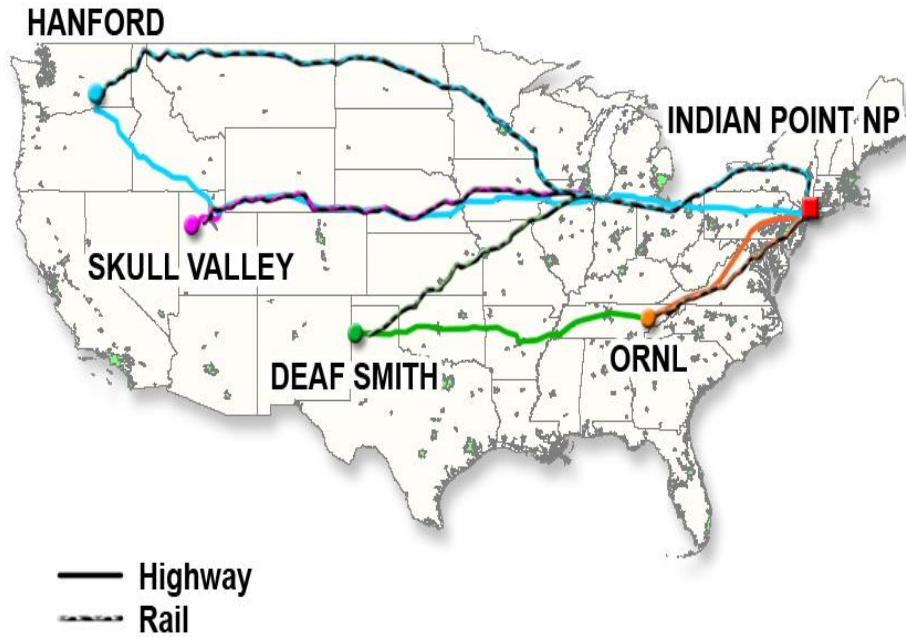 HANFORD
INDIAN POINT NP
SKULL VALLEY
DEAF SMITH
ORNL
Highway
Rail